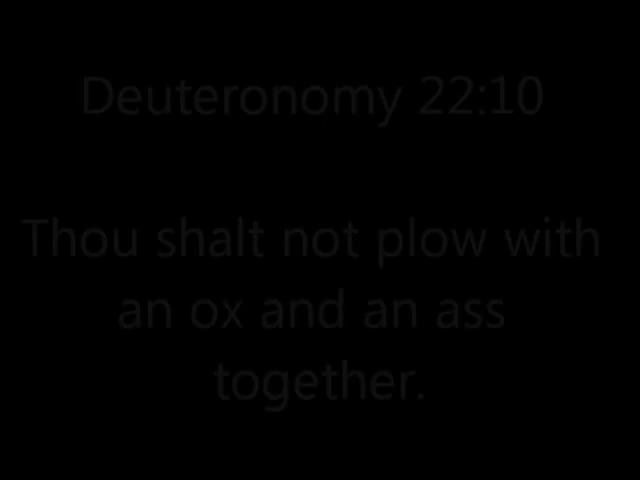 Deuteronomy 22:10
Thou shalt not plow with
an ox and an ass
together.